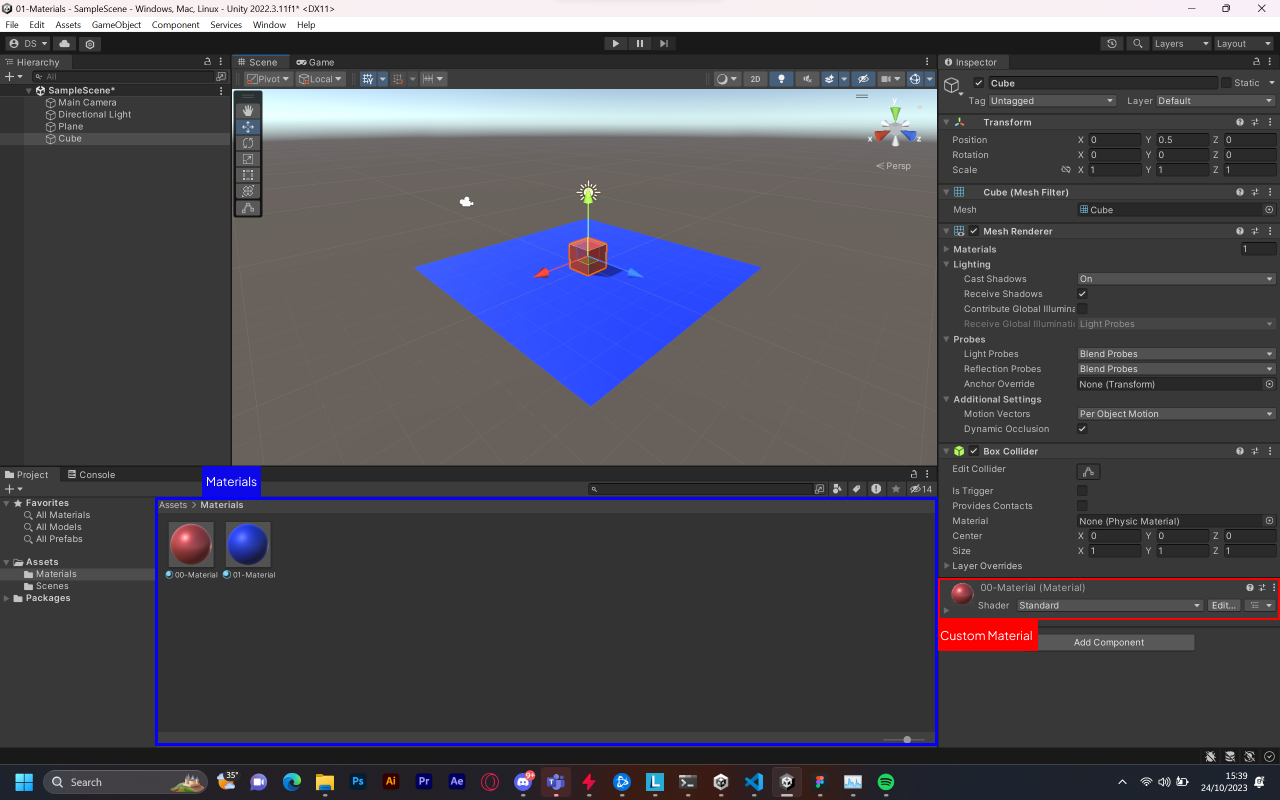 01-Materials - SampleScene - Windows, Mac, Linux - Unity 2022.3.11f1* <DX11>
File Edit Assets GameObject Component Services Window Help
DS Layers Layout
Hierarchy
All
SampleScene*
Main Camera
Directional Light
Plane
Cube
Scene Game
Pivot Local 2D
y
x z
Persp
Inspector
Cube Static
Tag Untagged Layer Default
Transform
Position X 0 Y 0.5 Z 0
Rotation X 0 Y 0 Z 0
Scale X 1 Y 1 Z 1
Cube (Mesh Filter)
Mesh Cube
Mesh Renderer
Materials 1
Lighting
Cast Shadows On
Receive Shadows
Contribute Global Illumina
Receive Global Illuminati Light Probes
Probes
Light Probes Blend Probes
Reflection Probes Blend Probes
Anchor Override None (Transform)
Additional Settings
Motion Vectors Per Object Motion
Dynamic Occlusion
Box Collider
Edit Collider
Is Trigger
Provides Contacts
Material None (Physic Material)
Center X 0 Y 0 Z 0
Size X 1 Y 1 Z 1
Layer Overrides
00-Material (Material)
Shader Standard Edit...
Custom Material
Add Component
Project Console
Materials
14
Favorites
All Materials
All Models
All Prefabs
Assets
Materials
Scenes
Packages
Assets > Materials
00-Material 01-Material
Search
35°
Ps Ai Pr Ae
9+
L
15:39
24/10/2023